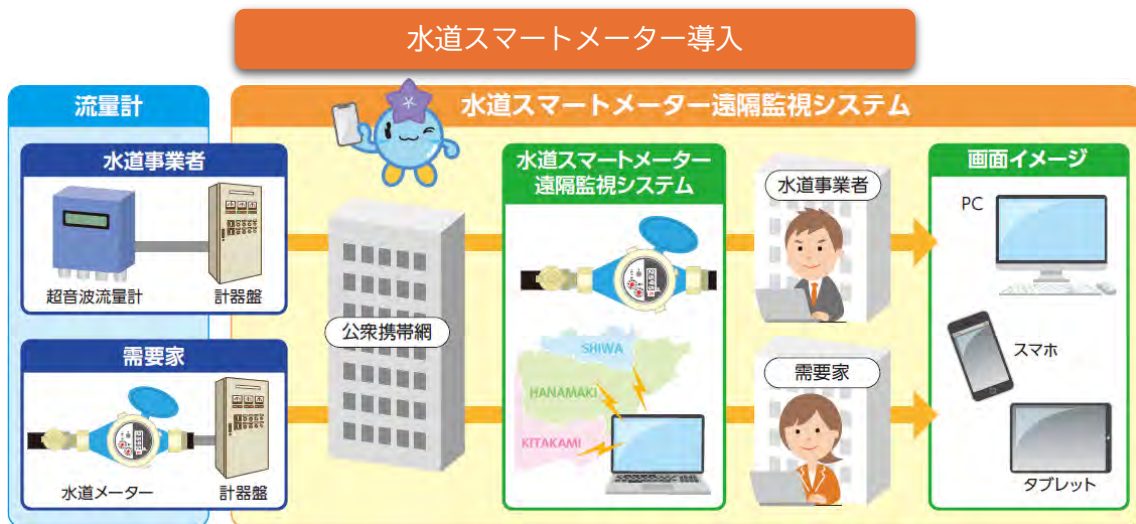 水道スマートメーター導入
流量計
水道スマートメーター遠隔監視システム
水道事業者
超音波流量計
計器盤
需要家
水道メーター
計器盤
公衆携帯網
水道スマートメーター
遠隔監視システム
SHIWA
HANAMAKI
KITAKAMI
水道事業者
需要家
画面イメージ
PC
スマホ
タブレット